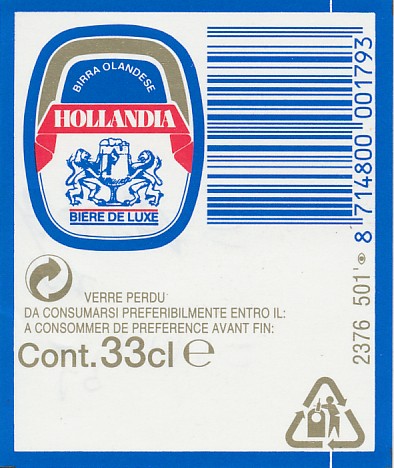 BIRRA OLANDESE
HOLLANDIA
BIERE DE LUXE
8 714800 001793
VERRE PERDU
DA CONSUMARSI PREFERIBILMENTE ENTRO IL:
A CONSOMMER DE PREFERENCE AVANT FIN:
Cont. 33cl ℮
2376 501'